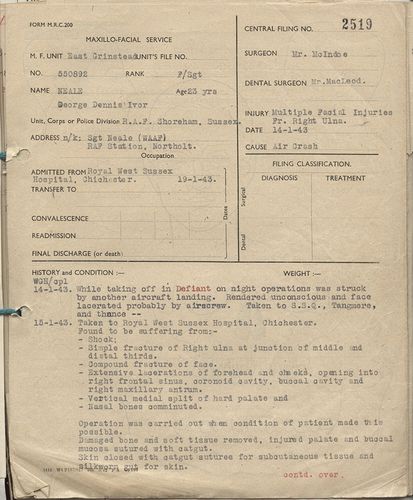 FORM M.R.C. 200
MAXILLO-FACIAL SERVICE
CENTRAL FILING NO. 2519
M. F. UNIT East Grinstead UNIT'S FILE NO.
SURGEON Mr. McIndoe
NO. 550892 RANK F/Sgt
DENTAL SURGEON Mr. MacLeod.
NAME NEALE Age 23 yrs
George Dennis Ivor
INJURY Multiple Facial Injuries
Fr. Right Ulna.
Unit, Corps or Police Division R.A.F. Shoreham, Sussex
DATE 14-1-43
ADDRESS n/k: Sgt Neale (WAAF)
RAF Station, Northolt.
CAUSE Air Crash
Occupation
FILING CLASSIFICATION.
ADMITTED FROM Royal West Sussex
Hospital, Chichester. 19-1-43.
DIAGNOSIS TREATMENT
TRANSFER TO
Surgical
CONVALESCENCE
Dates
READMISSION
Dental
FINAL DISCHARGE (or death)
HISTORY and CONDITION :— WEIGHT :—
WGH/cpl
14-1-43. While taking off in Defiant on night operations was struck
by another aircraft landing. Rendered unconscious and face
lacerated probably by airscrew. Taken to S.S.Q., Tangmere,
and thance --
15-1-43. Taken to Royal West Sussex Hospital, Chichester.
Found to be suffering from:-
- Shock;
- Simple fracture of Right ulna at junction of middle and
distal thirds.
- Compound fracture of face.
- Extensive lacerations of forehead and cheeks, opening into
right frontal sinus, coronoid cavity, buccal cavity and
right maxillary antrum.
- Vertical medial split of hard palate and
- Nasal bones comminuted.
Operation was carried out when condition of patient made this
possible.
Damaged bone and soft tissue removed, injured palate and buccal
mucosa sutured with catgut.
Skin closed with catgut sutures for subcutaneous tissue and
Silkworm gut for skin.
contd. over.